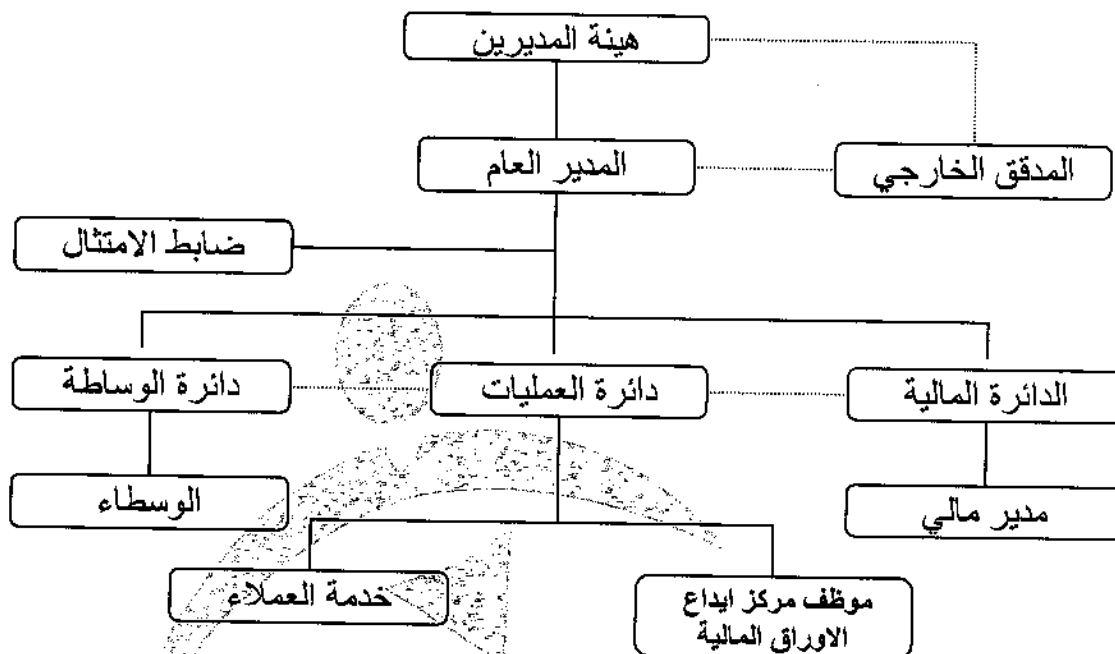 هيئة المديرين
المدير العام
المدقق الخارجي
ضابط الامتثال
الدائرة المالية
دائرة العمليات
دائرة الوساطة
مدير مالي
الوسطاء
موظف مركز ايداع
الاوراق المالية
خدمة العملاء